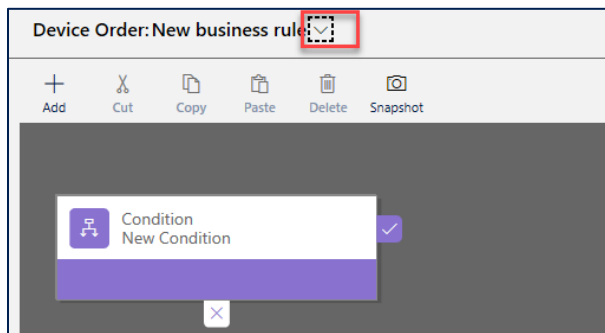 Device Order: New business rule
Add Cut Copy Paste Delete Snapshot
Condition
New Condition